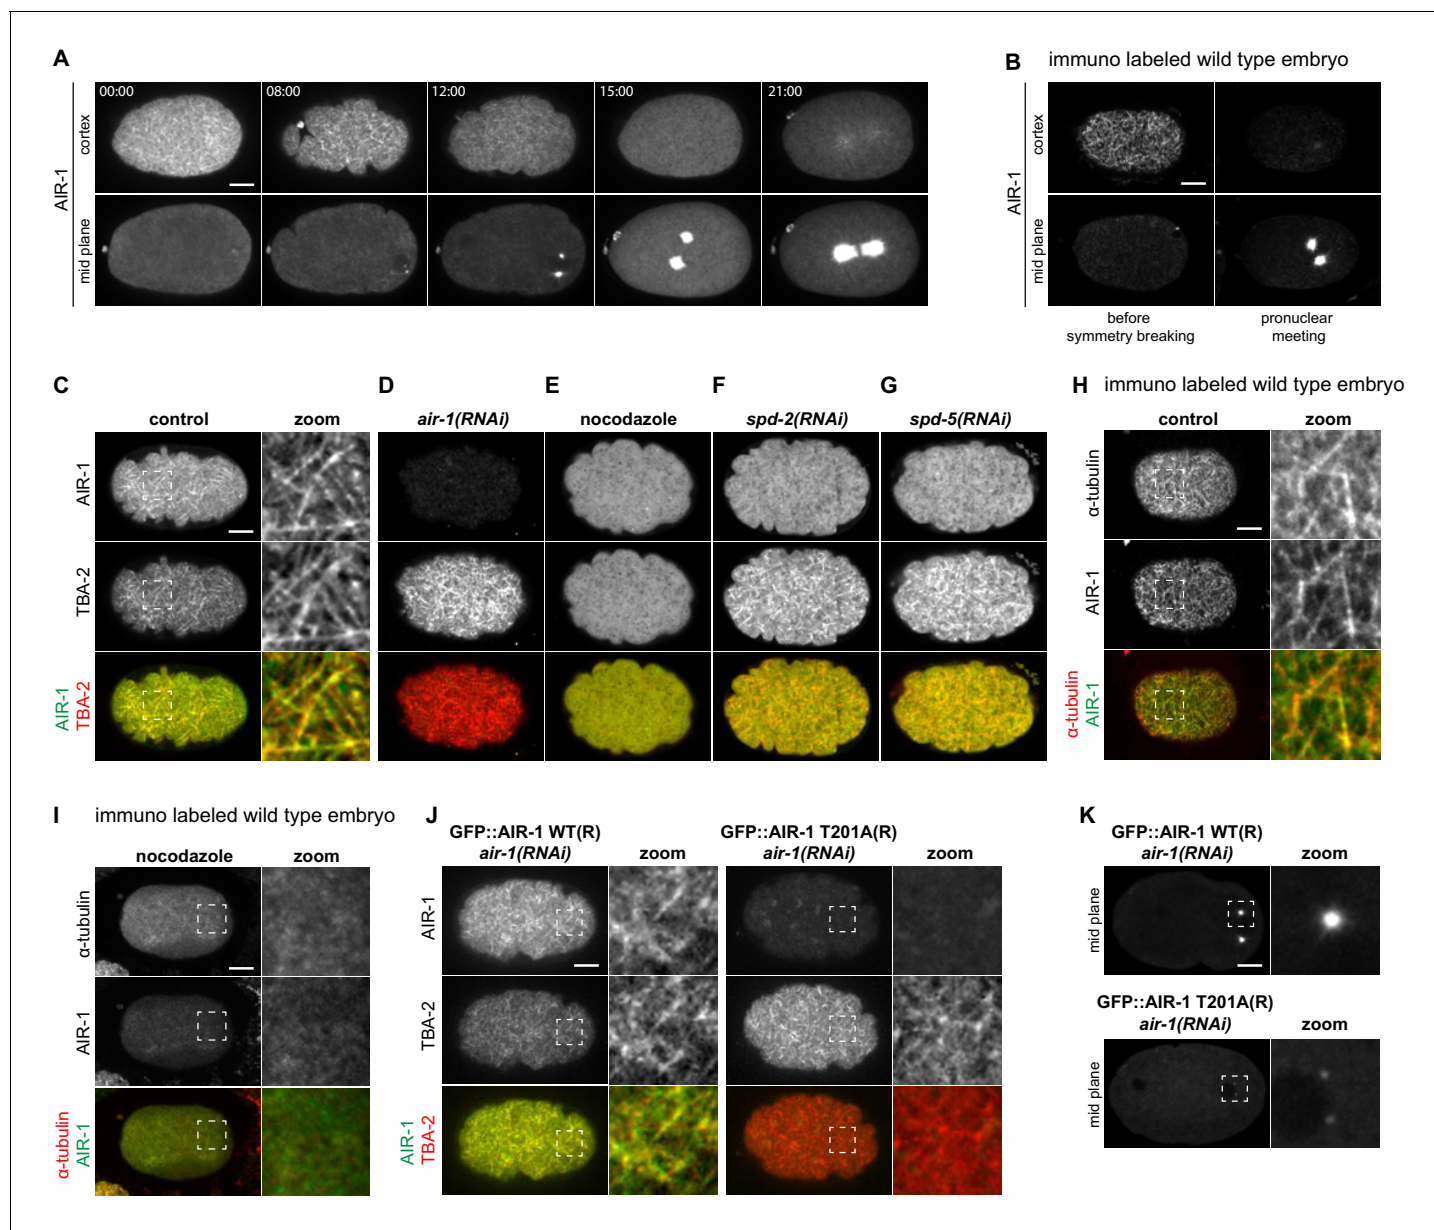 A
00:00
08:00
12:00
15:00
21:00
cortex
mid plane
AIR-1
B immuno labeled wild type embryo
cortex
mid plane
AIR-1
before
symmetry breaking
pronuclear
meeting
C
control
zoom
AIR-1
TBA-2
AIR-1
TBA-2
D
air-1(RNAi)
E
nocodazole
F
spd-2(RNAi)
G
spd-5(RNAi)
H immuno labeled wild type embryo
control
zoom
α-tubulin
AIR-1
α-tubulin
AIR-1
I immuno labeled wild type embryo
nocodazole
zoom
α-tubulin
AIR-1
α-tubulin
AIR-1
J
GFP::AIR-1 WT(R)
air-1(RNAi)
zoom
GFP::AIR-1 T201A(R)
air-1(RNAi)
zoom
AIR-1
TBA-2
AIR-1
TBA-2
K
GFP::AIR-1 WT(R)
air-1(RNAi)
zoom
mid plane
GFP::AIR-1 T201A(R)
air-1(RNAi)
zoom
mid plane